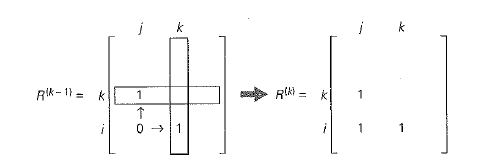 j k j k
R(k−1) = k 1 R(k) = k 1
↑
i 0 → 1 i 1 1